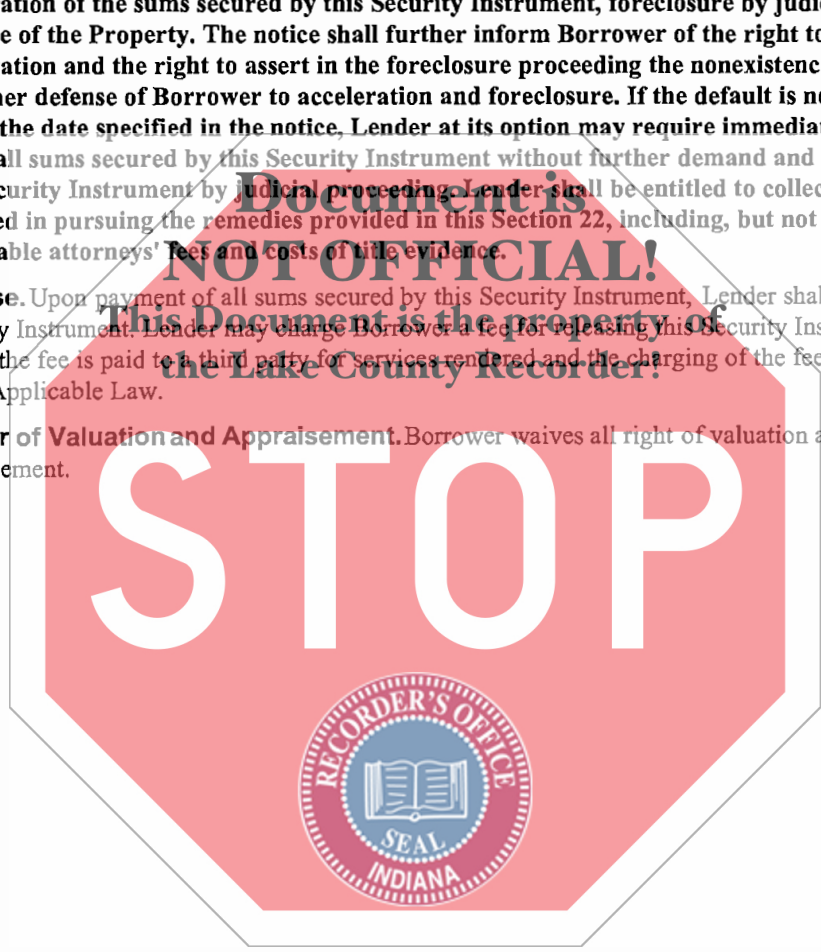 ation of the sums secured by this Security Instrument, foreclosure by judi
e of the Property. The notice shall further inform Borrower of the right to
ation and the right to assert in the foreclosure proceeding the nonexistenc
her defense of Borrower to acceleration and foreclosure. If the default is n
the date specified in the notice, Lender at its option may require immedia
all sums secured by this Security Instrument without further demand and
curity Instrument by judicial proceeding. Lender shall be entitled to collec
Document is
ed in pursuing the remedies provided in this Section 22, including, but not
able attorneys' fees and costs of title evidence.
NOT OFFICIAL!
se. Upon payment of all sums secured by this Security Instrument, Lender shal
This Document is the property of
y Instrument. Lender may charge Borrower a fee for releasing this Security Ins
the fee is paid to a third party for services rendered and the charging of the fee
the Lake County Recorder!
Applicable Law.
r of Valuation and Appraisement. Borrower waives all right of valuation a
ement.
STOP
RECORDER'S OFFICE
SEAL
INDIANA